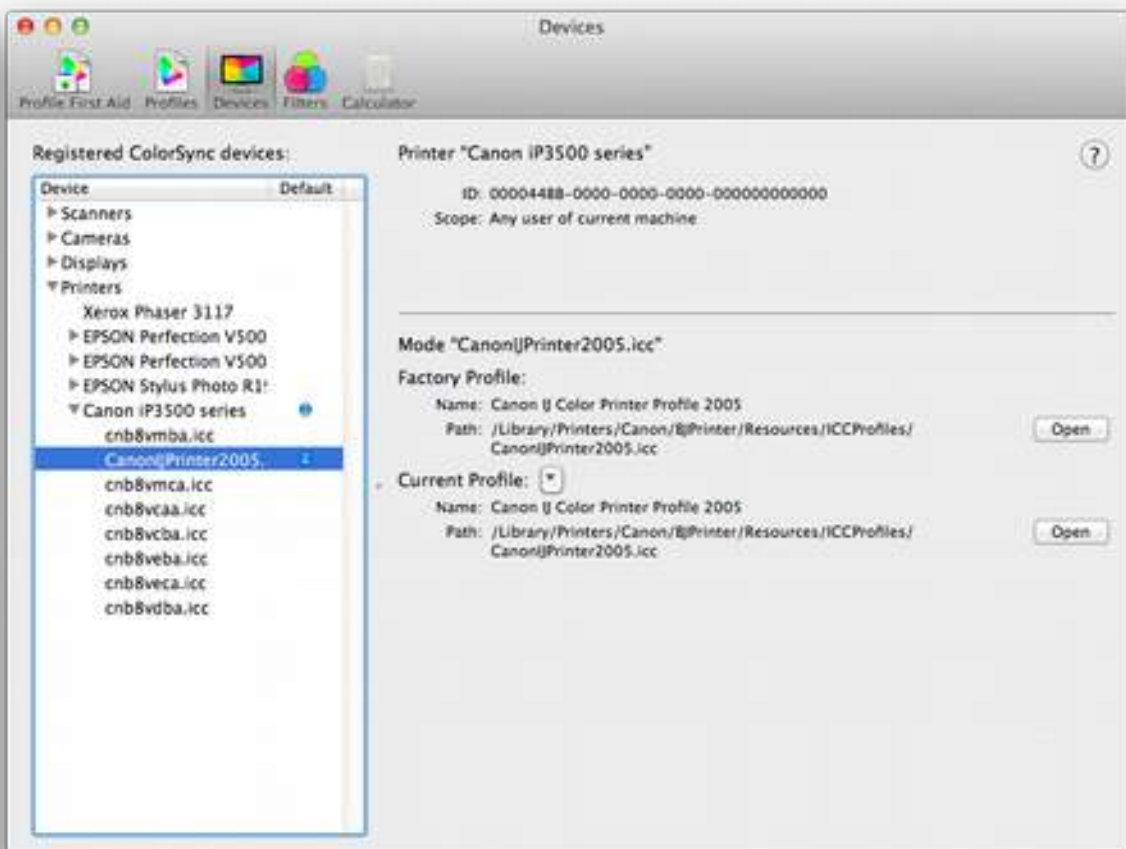 Devices
Profile First Aid Profiles Devices Filters Calculator
Registered ColorSync devices:
Device Default
Scanners
Cameras
Displays
Printers
Xerox Phaser 3117
EPSON Perfection V500
EPSON Perfection V500
EPSON Stylus Photo
Canon iP3500 series
cnb8vmba.icc
CanonIJPrinter2005.
cnb8vmca.icc
cnb8vcaa.icc
cnb8vcba.icc
cnb8veba.icc
cnb8veca.icc
cnb8vdba.icc
Printer "Canon iP3500 series"
?
ID: 00004488-0000-0000-0000-000000000000
Scope: Any user of current machine
Mode "CanonIJPrinter2005.icc"
Factory Profile:
Name: Canon IJ Color Printer Profile 2005
Path: /Library/Printers/Canon/BJPrinter/Resources/ICCProfiles/
CanonIJPrinter2005.icc
Open
Current Profile:
Name: Canon IJ Color Printer Profile 2005
Path: /Library/Printers/Canon/BJPrinter/Resources/ICCProfiles/
CanonIJPrinter2005.icc
Open